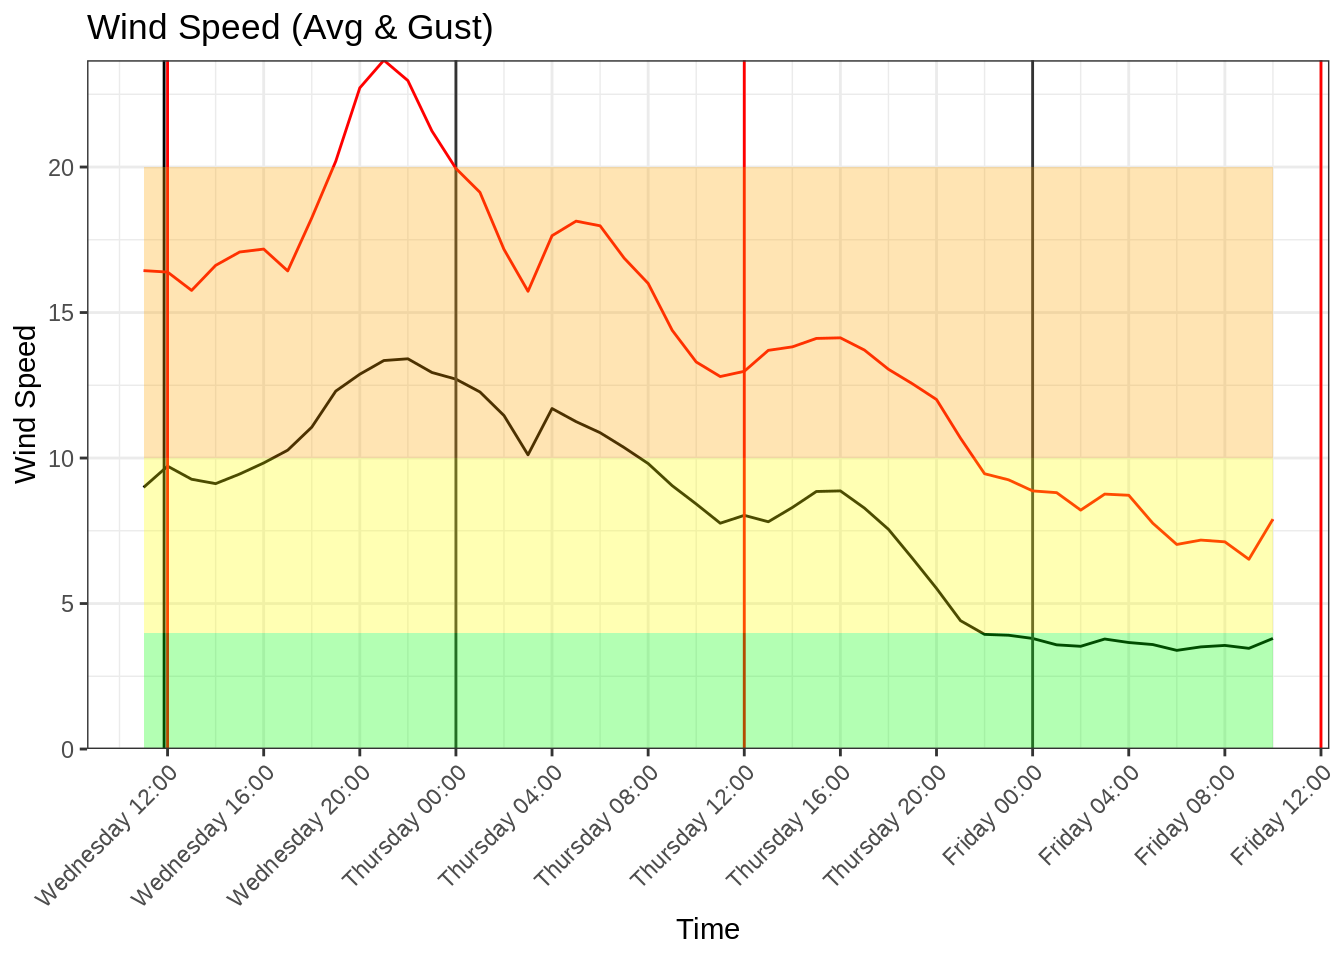 Wind Speed (Avg & Gust)
Wind Speed
20
15
10
5
0
Wednesday 12:00
Wednesday 16:00
Wednesday 20:00
Thursday 00:00
Thursday 04:00
Thursday 08:00
Thursday 12:00
Thursday 16:00
Thursday 20:00
Friday 00:00
Friday 04:00
Friday 08:00
Friday 12:00
Time